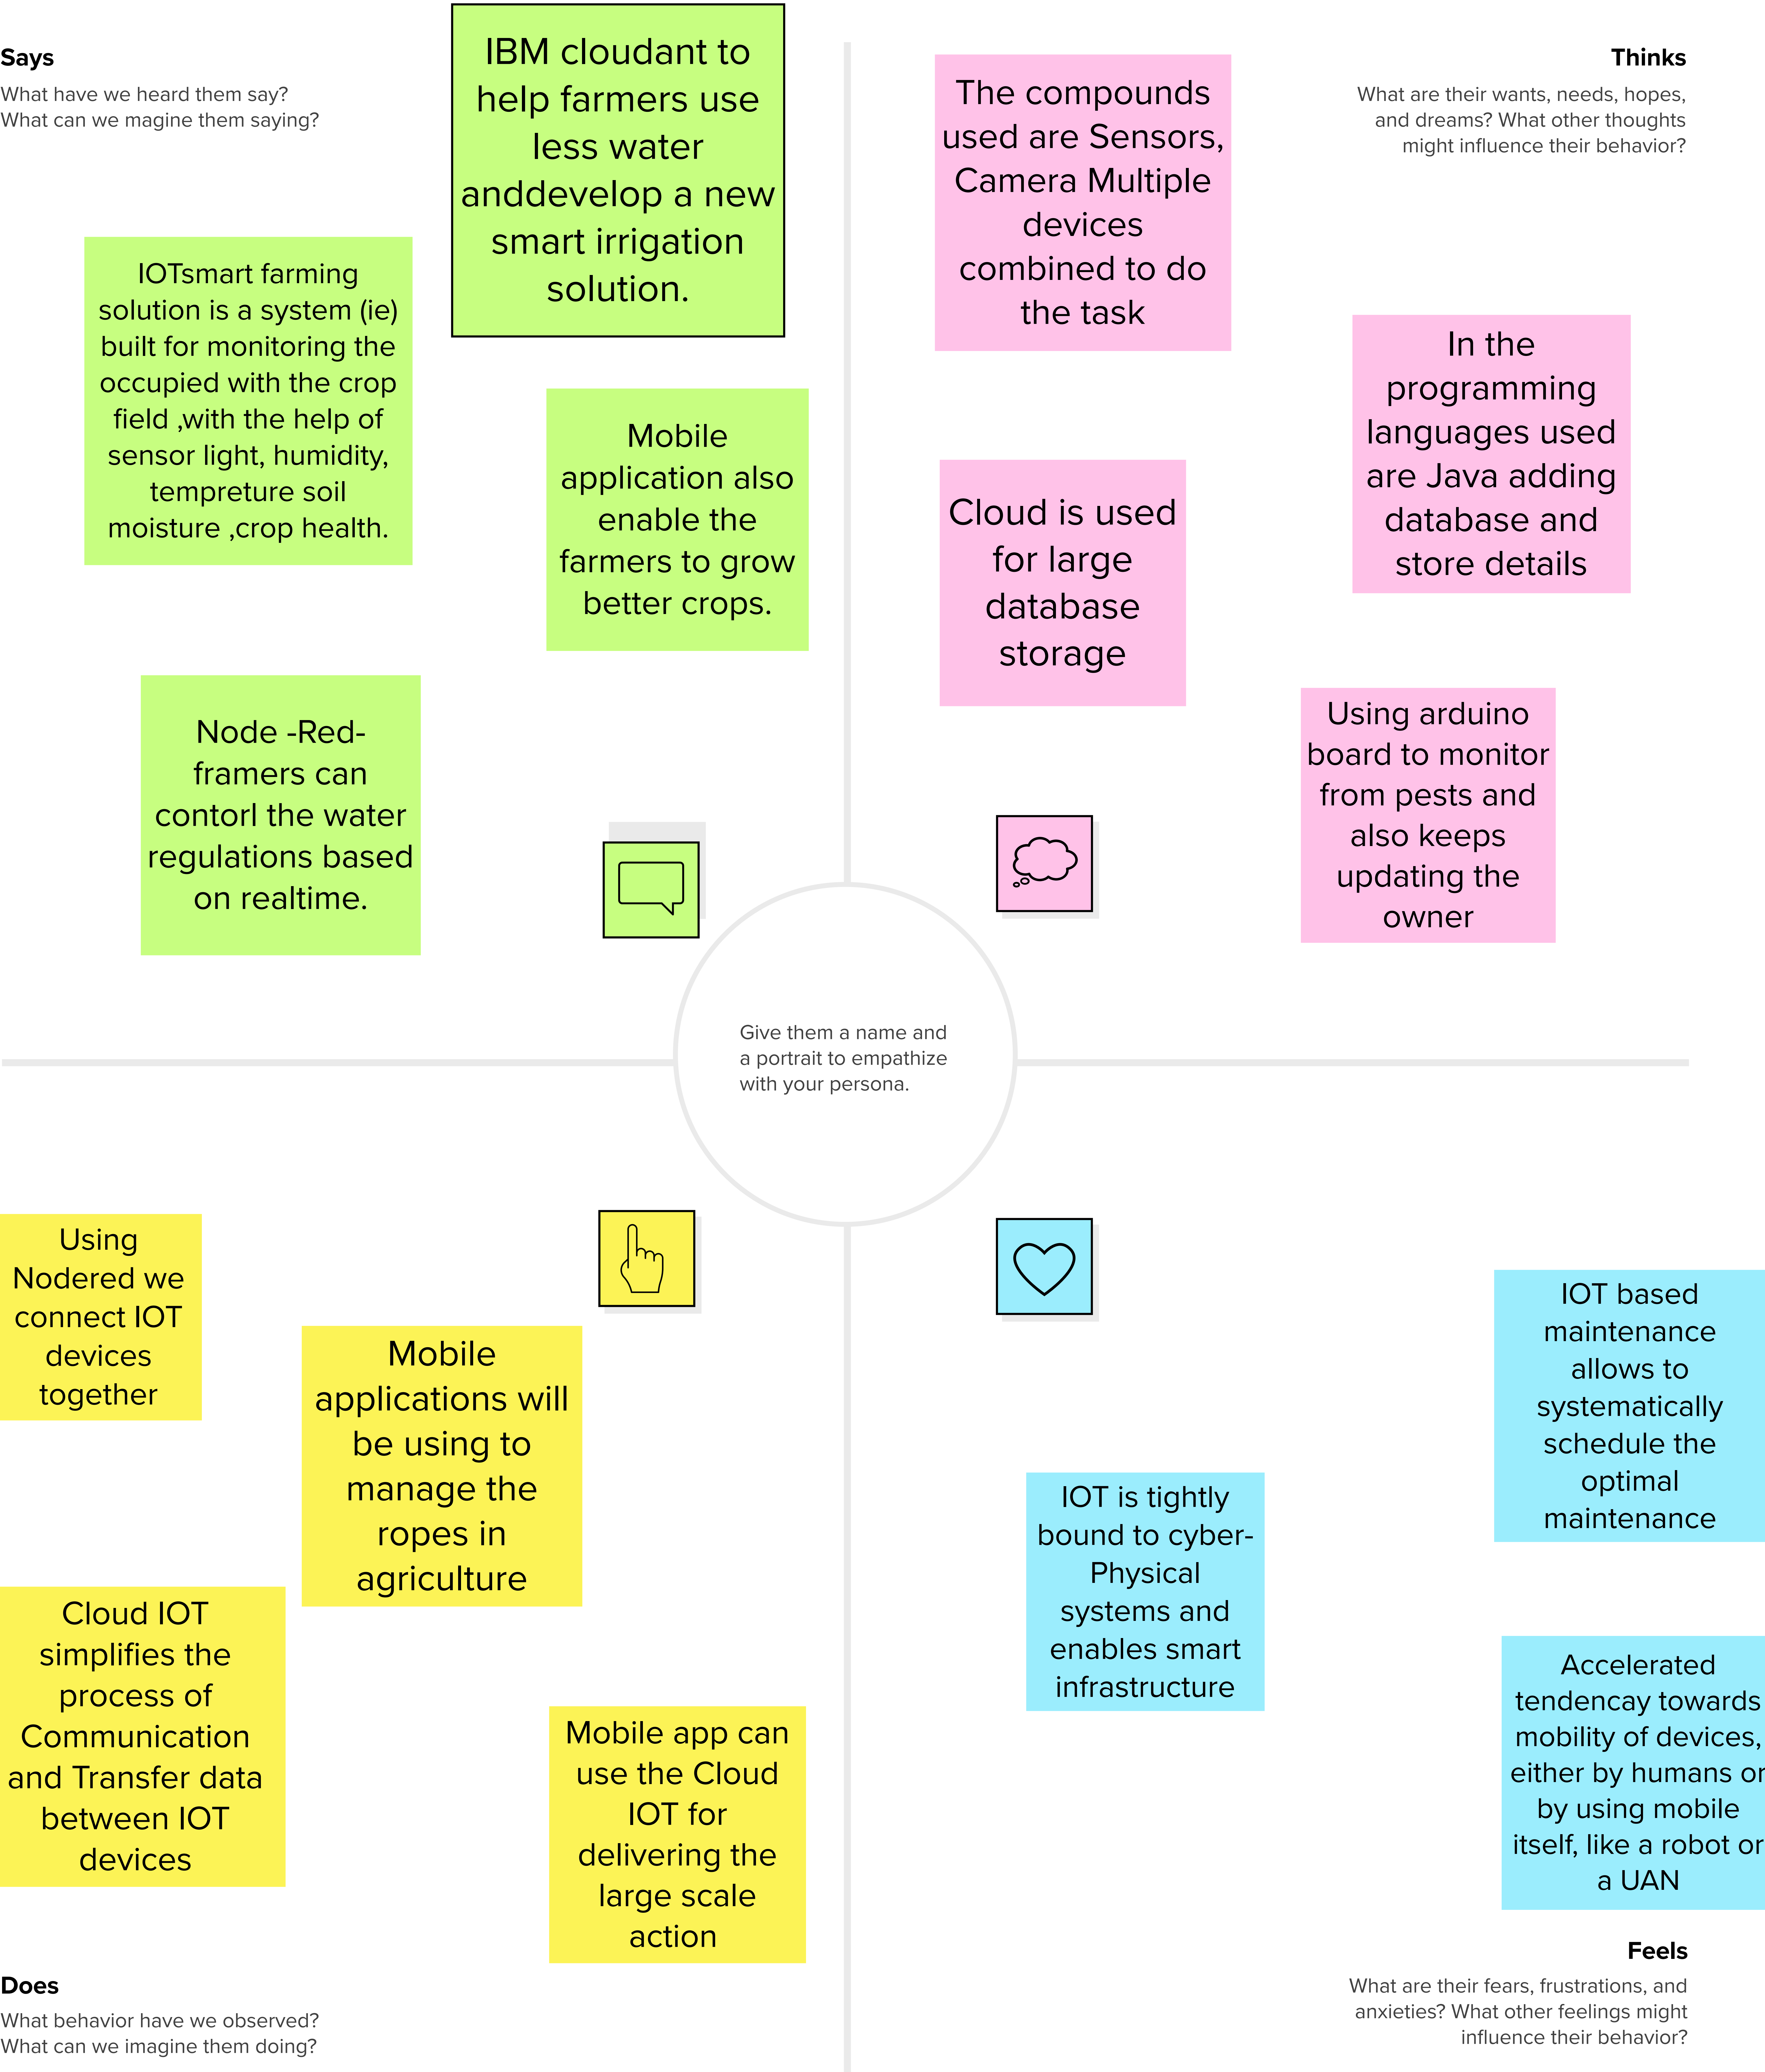 Says
What have we heard them say?
What can we magine them saying?
IBM cloudant to
help farmers use
less water
anddevelop a new
smart irrigation
solution.
IOTsmart farming
solution is a system (ie)
built for monitoring the
occupied with the crop
field ,with the help of
sensor light, humidity,
tempreture soil
moisture ,crop health.
Mobile
application also
enable the
farmers to grow
better crops.
Node -Red-
framers can
contorl the water
regulations based
on realtime.
Thinks
What are their wants, needs, hopes,
and dreams? What other thoughts
might influence their behavior?
The compounds
used are Sensors,
Camera Multiple
devices
combined to do
the task
In the
programming
languages used
are Java adding
database and
store details
Cloud is used
for large
database
storage
Using arduino
board to monitor
from pests and
also keeps
updating the
owner
Give them a name and
a portrait to empathize
with your persona.
Using
Nodered we
connect IOT
devices
together
Mobile
applications will
be using to
manage the
ropes in
agriculture
Cloud IOT
simplifies the
process of
Communication
and Transfer data
between IOT
devices
Mobile app can
use the Cloud
IOT for
delivering the
large scale
action
Does
What behavior have we observed?
What can we imagine them doing?
IOT based
maintenance
allows to
systematically
schedule the
optimal
maintenance
IOT is tightly
bound to cyber-
Physical
systems and
enables smart
infrastructure
Accelerated
tendencay towards
mobility of devices,
either by humans or
by using mobile
itself, like a robot or
a UAN
Feels
What are their fears, frustrations, and
anxieties? What other feelings might
influence their behavior?